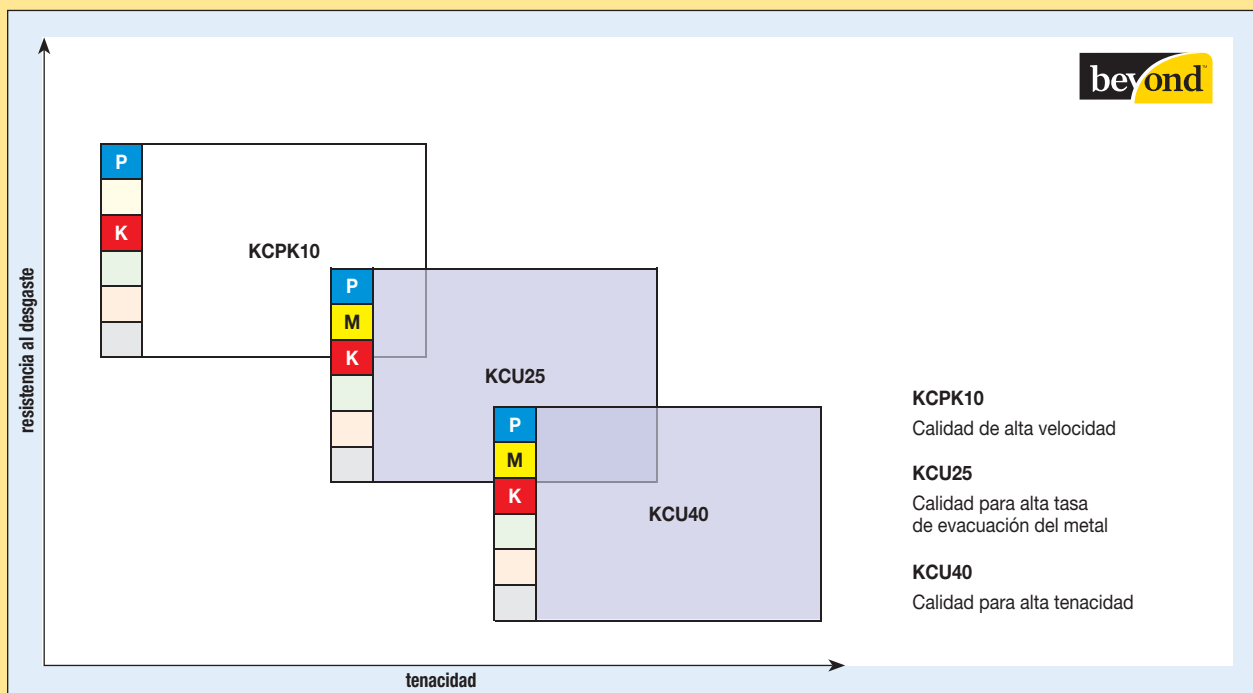 beyond™
P
K
KCPK10
P
M
K
KCU25
P
M
K
KCU40
resistencia al desgaste
tenacidad
KCPK10
Calidad de alta velocidad
KCU25
Calidad para alta tasa
de evacuación del metal
KCU40
Calidad para alta tenacidad